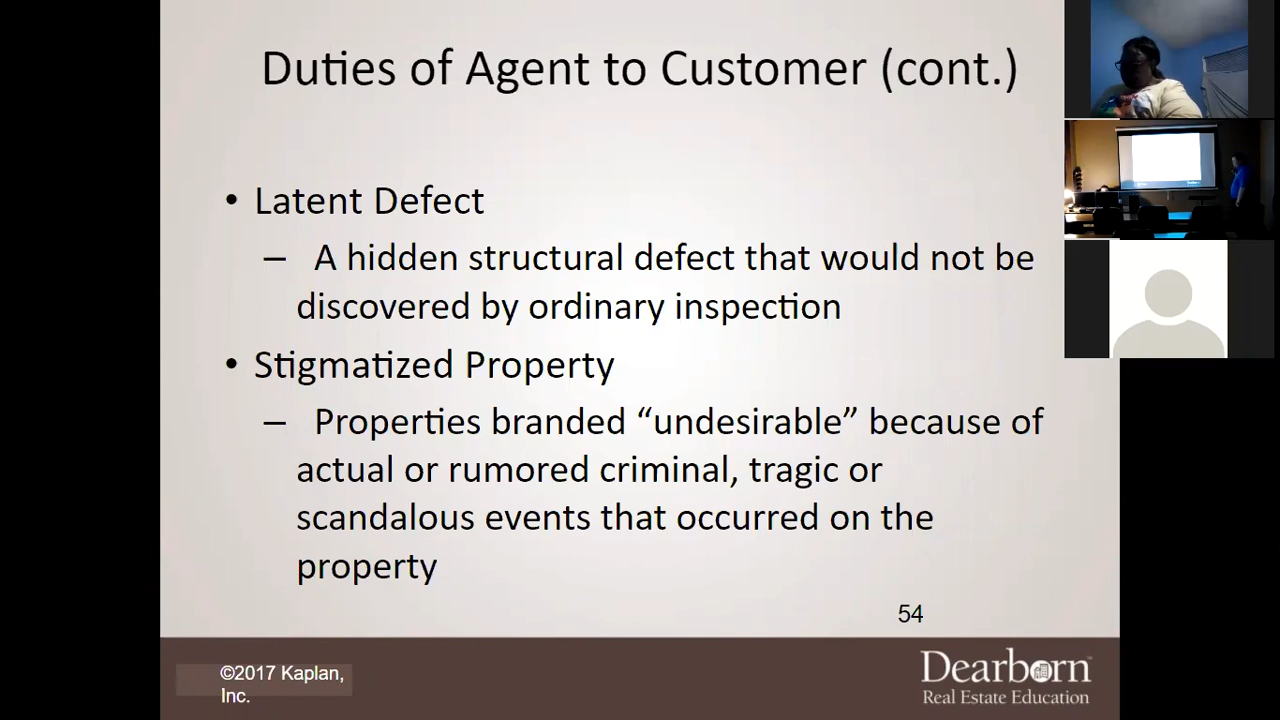 Duties of Agent to Customer (cont.)
• Latent Defect
– A hidden structural defect that would not be
discovered by ordinary inspection
• Stigmatized Property
– Properties branded “undesirable” because of
actual or rumored criminal, tragic or
scandalous events that occurred on the
property
54
©2017 Kaplan,
Inc.
Dearborn™
Real Estate Education